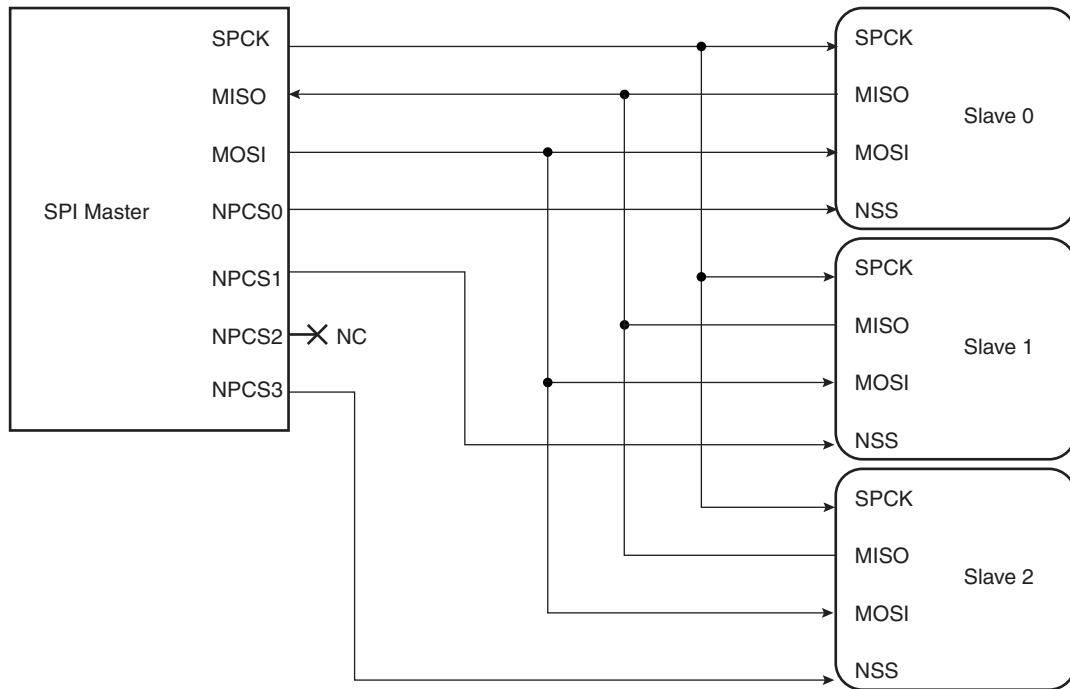 SPI Master
SPCK
MISO
MOSI
NPCS0
NPCS1
NPCS2
NC
NPCS3
SPCK
MISO
Slave 0
MOSI
NSS
SPCK
MISO
Slave 1
MOSI
NSS
SPCK
MISO
Slave 2
MOSI
NSS